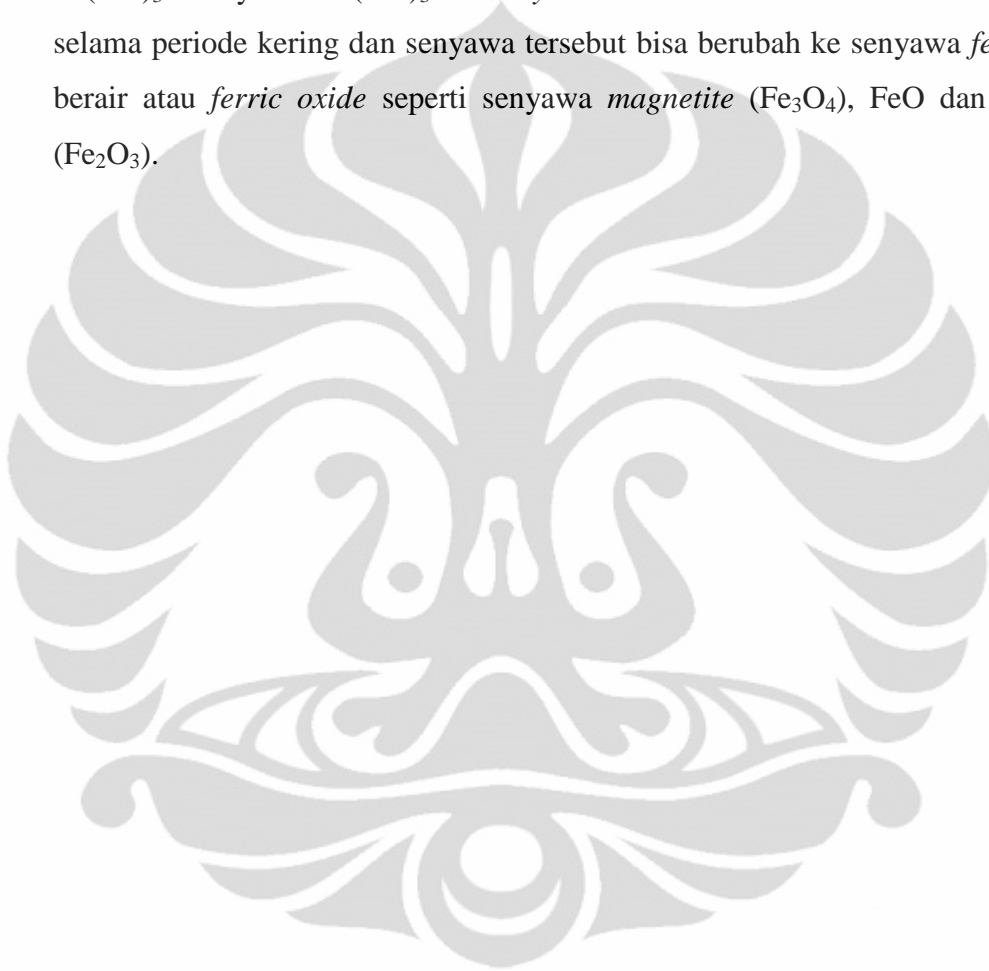 selama periode kering dan senyawa tersebut bisa berubah ke senyawa
berair atau ferric oxide seperti senyawa magnetite (Fe₃O₄), FeO dan
(Fe₂O₃).